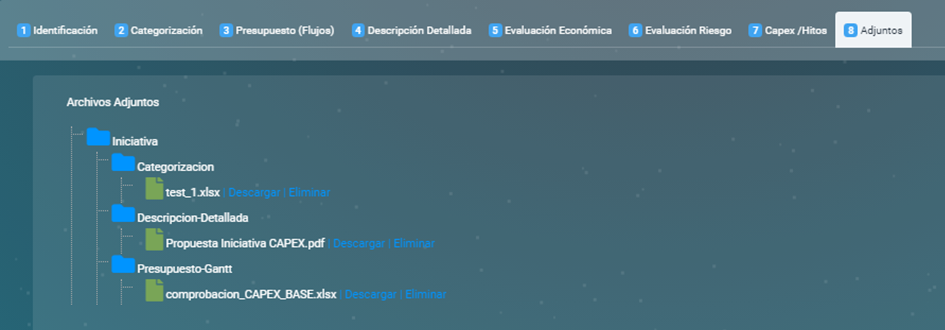 1 Identificación 2 Categorización 3 Presupuesto (Flujos) 4 Descripción Detallada 5 Evaluación Económica 6 Evaluación Riesgo 7 Capex /Hitos 8 Adjuntos
Archivos Adjuntos
Iniciativa
Categorizacion
test_1.xlsx | Descargar | Eliminar
Descripcion-Detallada
Propuesta Iniciativa CAPEX.pdf | Descargar | Eliminar
Presupuesto-Gantt
comprobacion_CAPEX_BASE.xlsx | Descargar | Eliminar